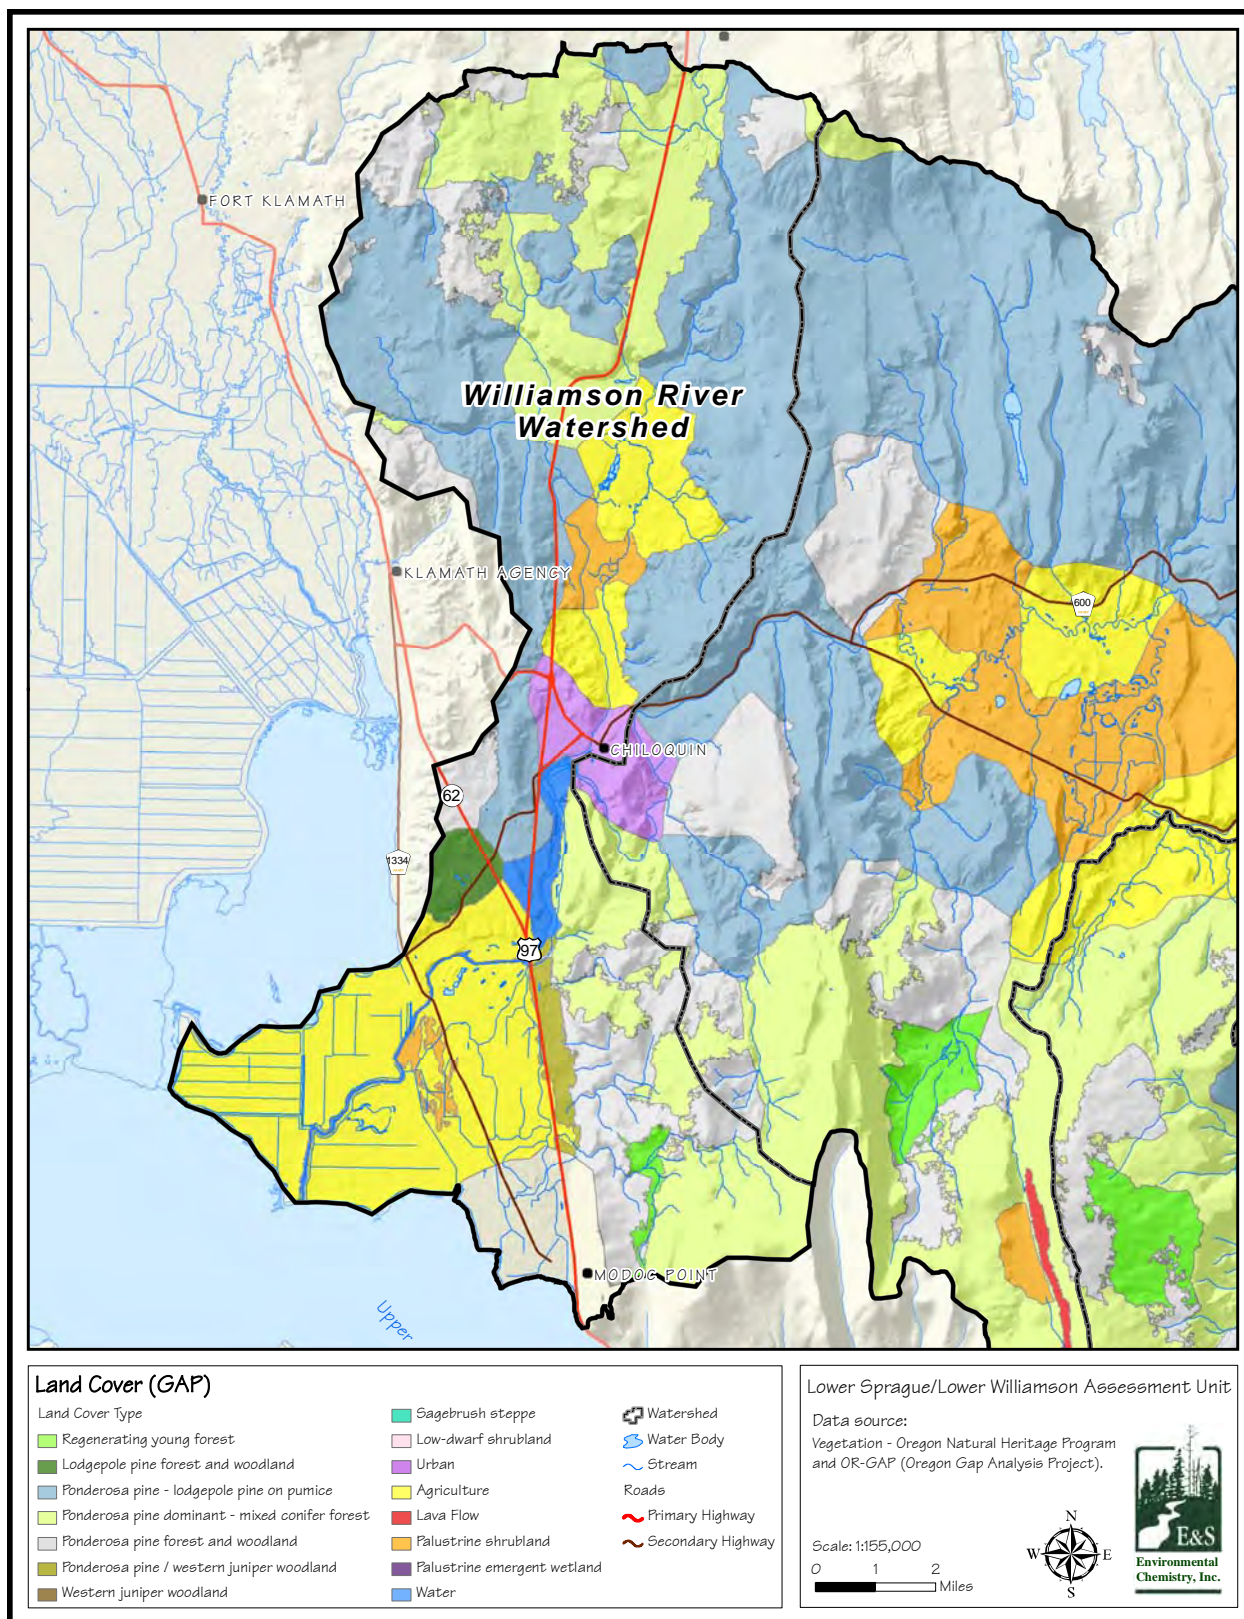 FORT KLAMATH
Williamson River
Watershed
KLAMATH AGENCY
600
CHILOQUIN
62
1334
97
MODOC POINT
Upper
Land Cover (GAP)
Land Cover Type
Regenerating young forest
Lodgepole pine forest and woodland
Ponderosa pine - lodgepole pine on pumice
Ponderosa pine dominant - mixed conifer forest
Ponderosa pine forest and woodland
Ponderosa pine / western juniper woodland
Western juniper woodland
Sagebrush steppe
Low-dwarf shrubland
Urban
Agriculture
Lava Flow
Palustrine shrubland
Palustrine emergent wetland
Water
Watershed
Water Body
Stream
Roads
Primary Highway
Secondary Highway
Lower Sprague/Lower Williamson Assessment Unit
Data source:
Vegetation - Oregon Natural Heritage Program
and OR-GAP (Oregon Gap Analysis Project).
Scale: 1:155,000
0 1 2
Miles
N
W E
S
E&S
Environmental
Chemistry, Inc.